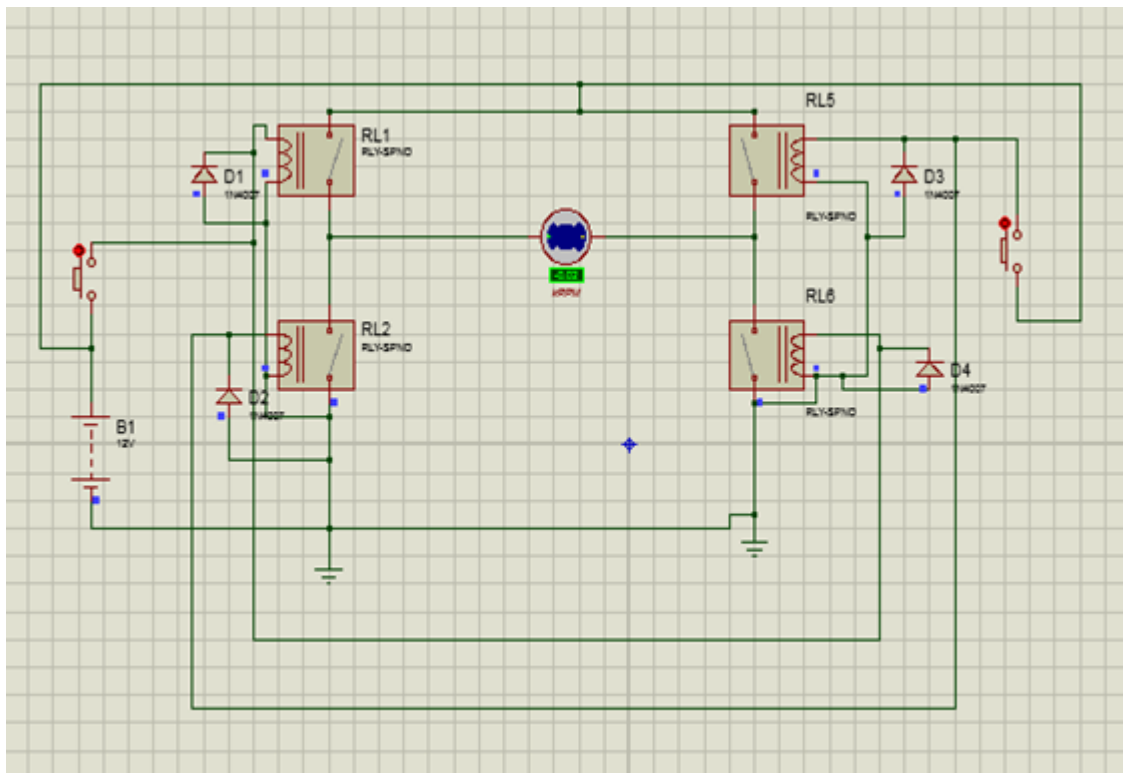 RL5
RL1
RLY-SPNO
D1
1N4007
D3
1N4007
RLY-SPNO
kRPM
RL6
RL2
RLY-SPNO
D4
1N4007
D2
1N4007
RLY-SPNO
B1
12V